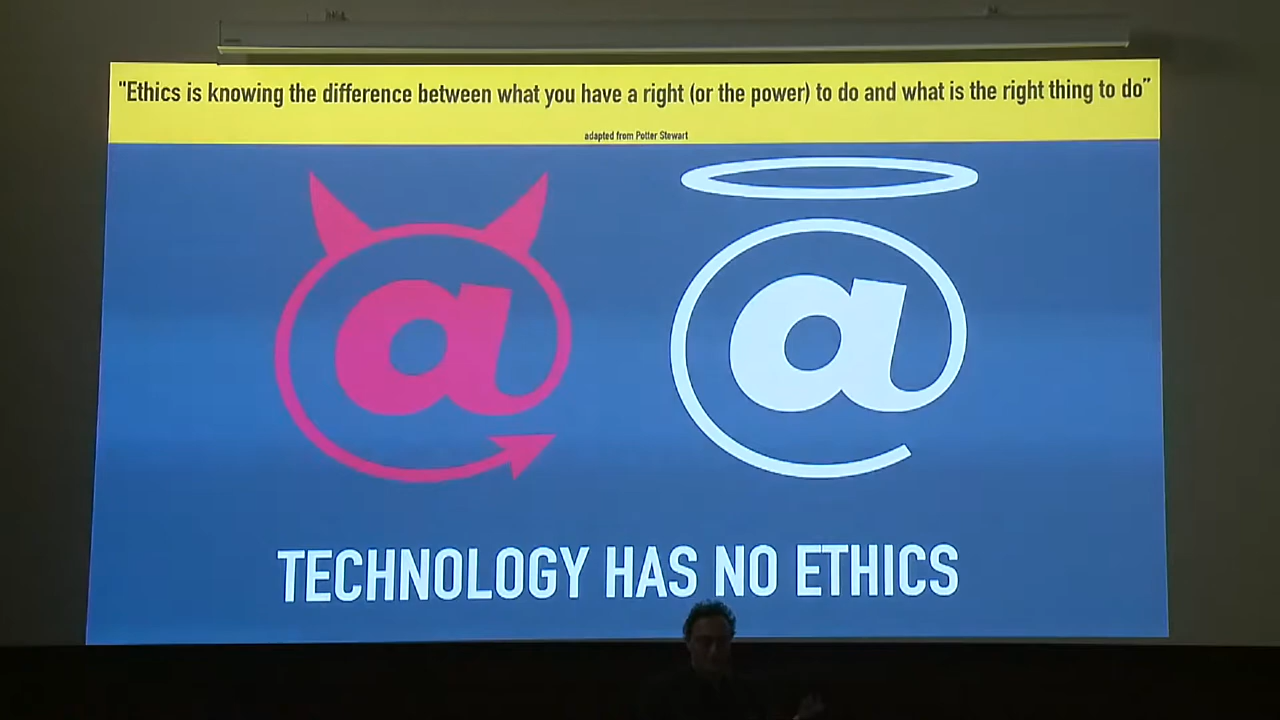 "Ethics is knowing the difference between what you have a right (or the power) to do and what is the right thing to do”
adapted from Potter Stewart
@ @
TECHNOLOGY HAS NO ETHICS